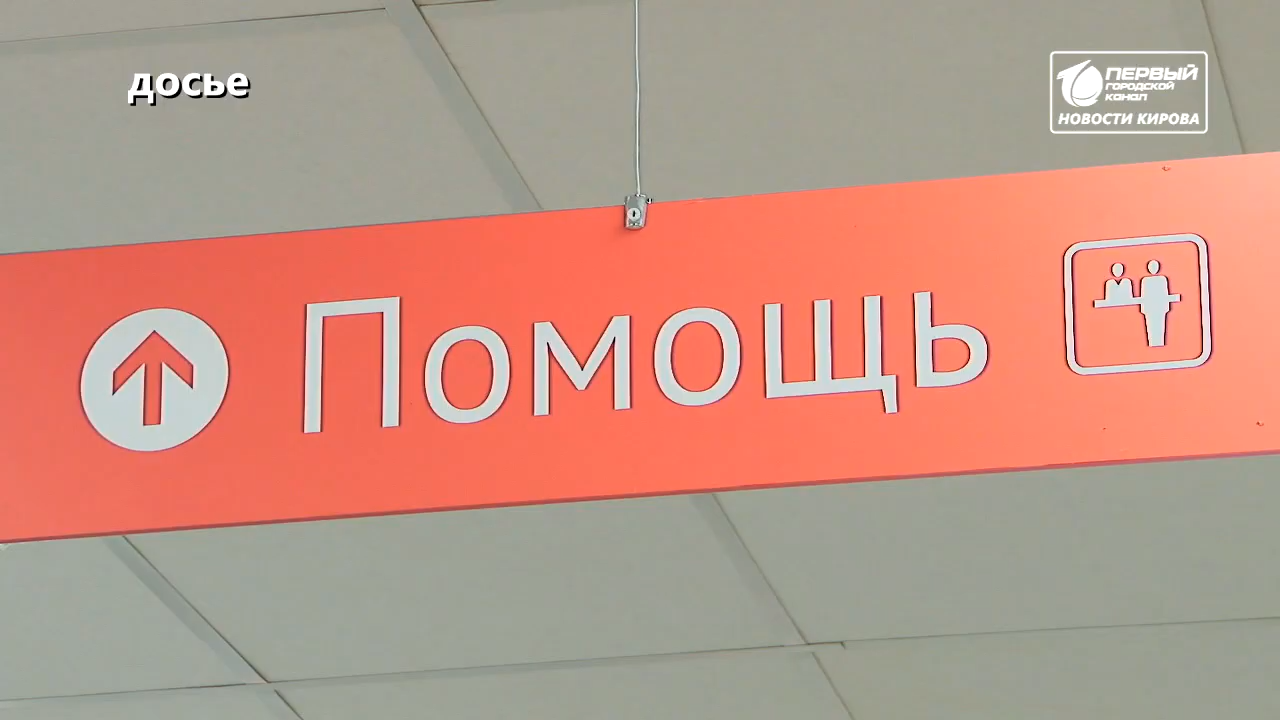 досье
ПЕРВЫЙ
ГОРОДСКОЙ
КАНАЛ
НОВОСТИ КИРОВА
Помощь